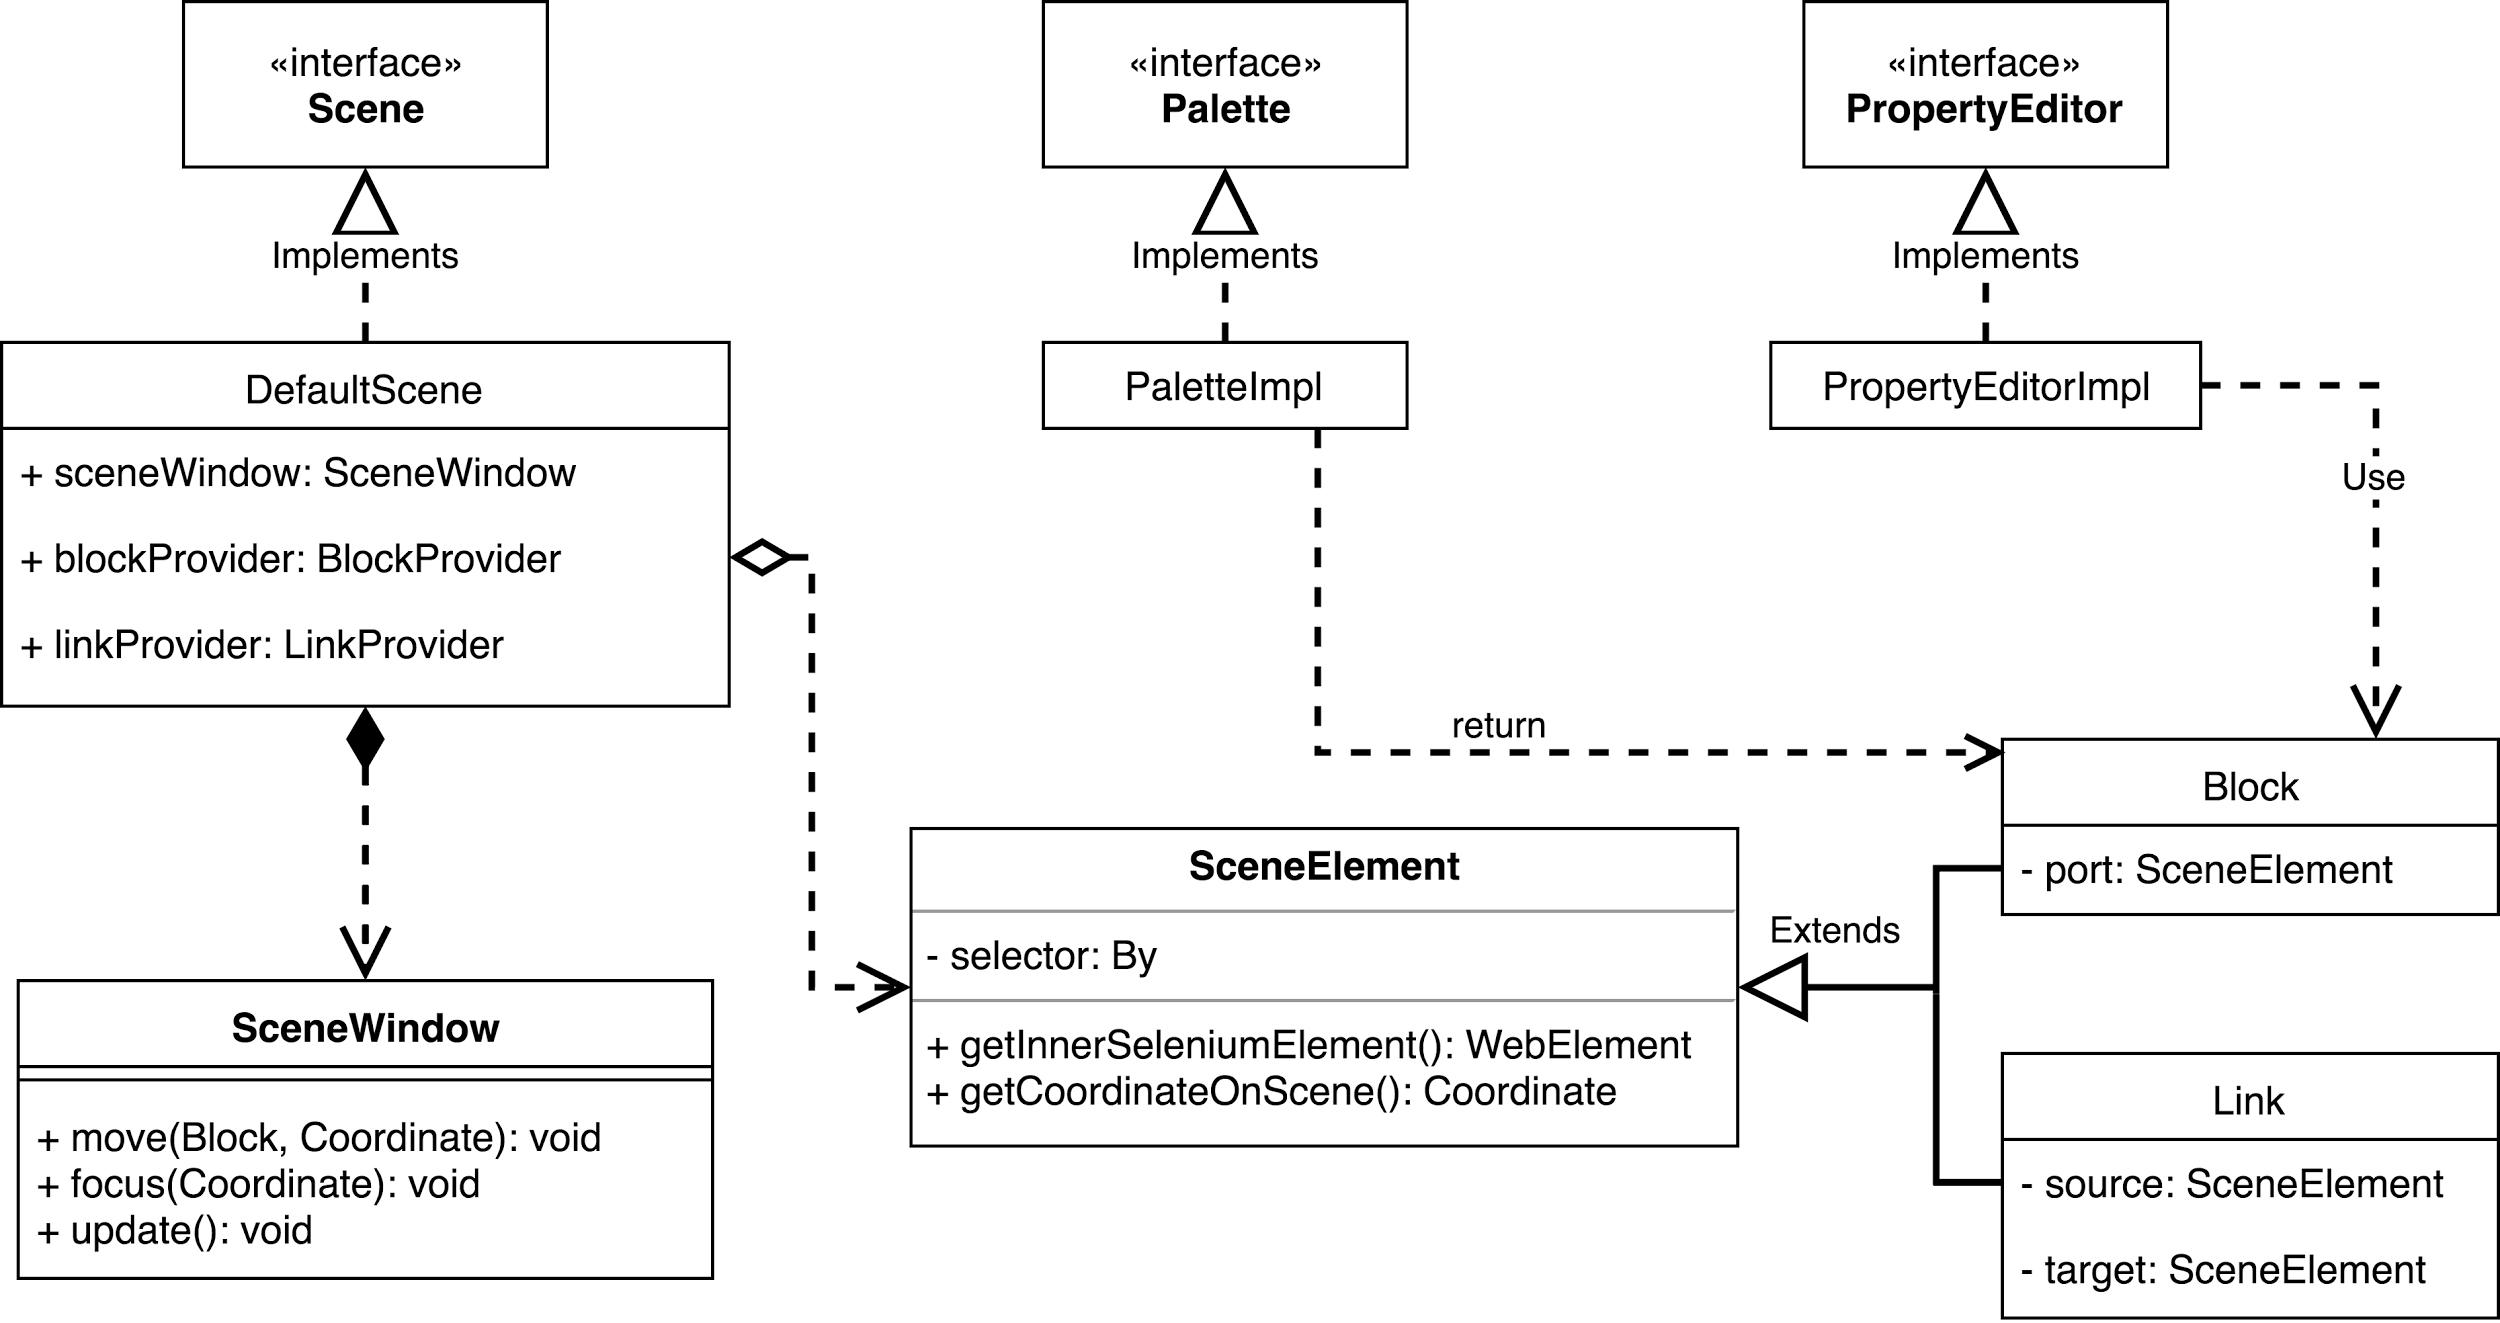 «interface»
Scene
«interface»
Palette
«interface»
PropertyEditor
Implements
Implements
Implements
DefaultScene
+ sceneWindow: SceneWindow
+ blockProvider: BlockProvider
+ linkProvider: LinkProvider
PaletteImpl
PropertyEditorImpl
Use
return
Block
- port: SceneElement
SceneElement
- selector: By
+ getInnerSeleniumElement(): WebElement
+ getCoordinateOnScene(): Coordinate
Extends
SceneWindow
+ move(Block, Coordinate): void
+ focus(Coordinate): void
+ update(): void
Link
- source: SceneElement
- target: SceneElement